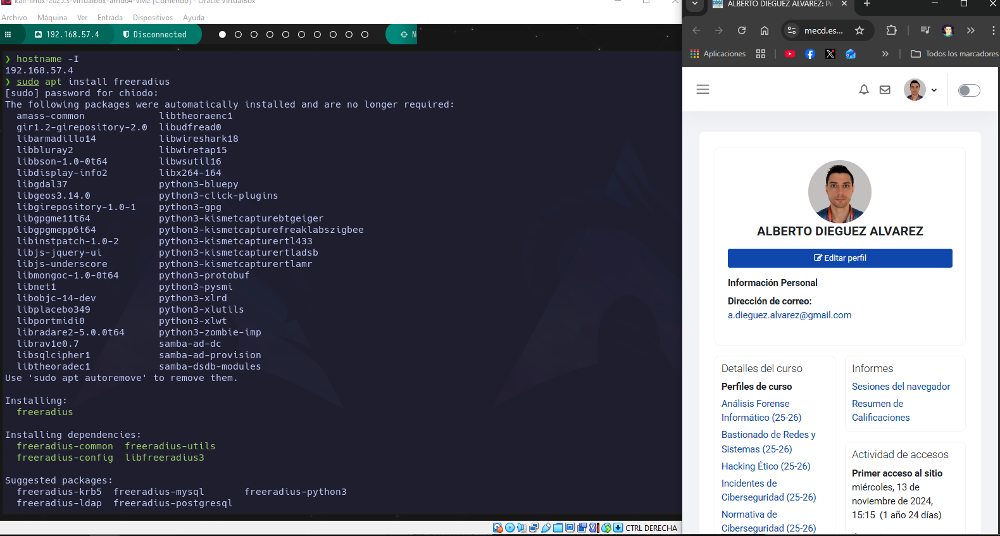 kali-linux-2025.3-virtualbox-amd64-VM2 [Corriendo] - Oracle VirtualBox
Archivo Máquina Ver Entrada Dispositivos Ayuda
192.168.57.4 Disconnected N
❯ hostname -I
192.168.57.4
❯ sudo apt install freeradius
[sudo] password for chiodo:
The following packages were automatically installed and are no longer required:
amass-common libtheoraenc1
gir1.2-girepository-2.0 libudfread0
libarmadillo14 libwireshark18
libbluray2 libwiretap15
libbson-1.0-0t64 libwsutil16
libdisplay-info2 libx264-164
libgdal37 python3-bluepy
libgeos3.14.0 python3-click-plugins
libgirepository-1.0-1 python3-gpg
libgpgme11t64 python3-kismetcapturebtgeiger
libgpgmepp6t64 python3-kismetcapturefreaklabszigbee
libinstpatch-1.0-2 python3-kismetcapturertl433
libjs-jquery-ui python3-kismetcapturertladsb
libjs-underscore python3-kismetcapturertlamr
libmongoc-1.0-0t64 python3-protobuf
libnet1 python3-pysmi
libobjc-14-dev python3-xlrd
libplacebo349 python3-xlutils
libportmidi0 python3-xlwt
libradare2-5.0.0t64 python3-zombie-imp
librav1e0.7 samba-ad-dc
libsqlcipher1 samba-ad-provision
libtheoradec1 samba-dsdb-modules
Use 'sudo apt autoremove' to remove them.
Installing:
freeradius
Installing dependencies:
freeradius-common freeradius-utils
freeradius-config libfreeradius3
Suggested packages:
freeradius-krb5 freeradius-mysql freeradius-python3
freeradius-ldap freeradius-postgresql
CTRL DERECHA
ALBERTO DIEGUEZ ALVAREZ: Pe
mecd.es...
Aplicaciones
Todos los marcadores
ALBERTO DIEGUEZ ALVAREZ
Editar perfil
Información Personal
Dirección de correo:
a.dieguez.alvarez@gmail.com
Detalles del curso
Perfiles de curso
Análisis Forense
Informático (25-26)
Bastionado de Redes y
Sistemas (25-26)
Hacking Ético (25-26)
Incidentes de
Ciberseguridad (25-26)
Normativa de
Ciberseguridad (25-26)
Informes
Sesiones del navegador
Resumen de
Calificaciones
Actividad de accesos
Primer acceso al sitio
miércoles, 13 de
noviembre de 2024,
15:15 (1 año 24 días)